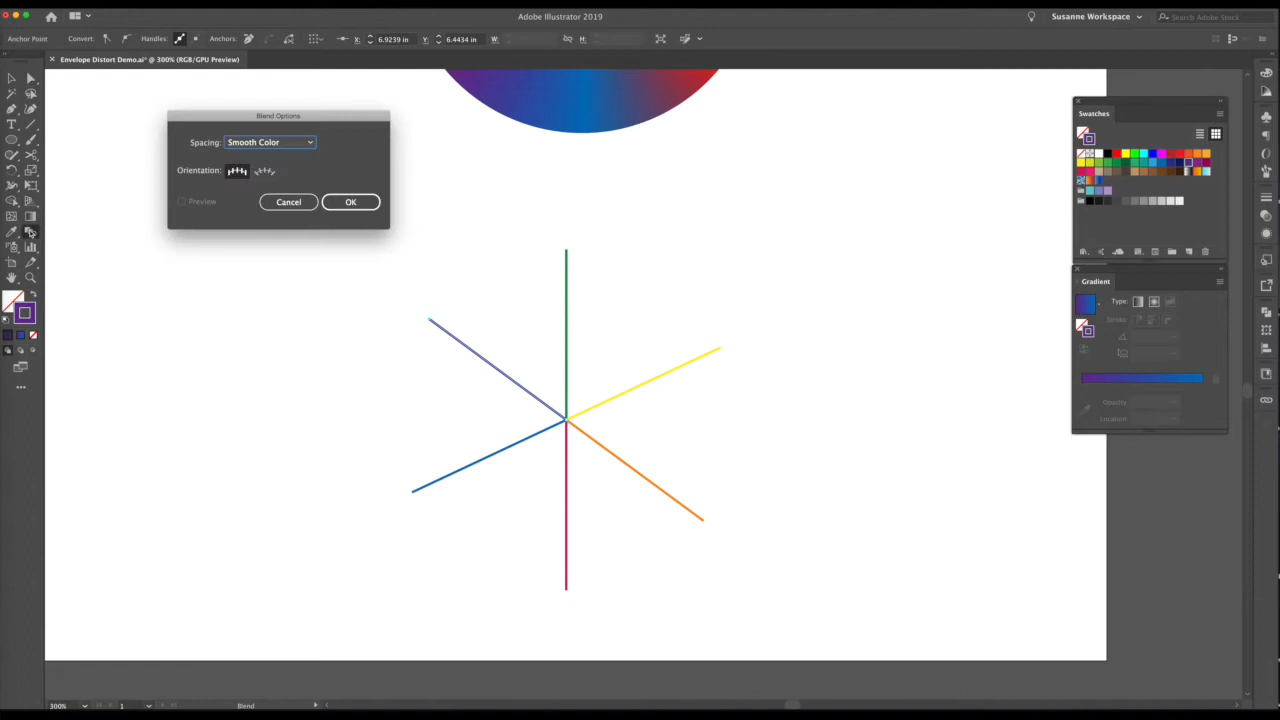 Adobe Illustrator 2019
Susanne Workspace
Search Adobe Stock
Anchor Point
Convert:
Handles:
Anchors:
X:
6.9239 in
Y:
6.4434 in
W:
H:
× Envelope Distort Demo.ai* @ 300% (RGB/GPU Preview)
Blend Options
Spacing:
Smooth Color
Orientation:
Preview
Cancel
OK
Swatches
Gradient
Type:
Stroke:
Opacity
Location:
300%
1
Blend